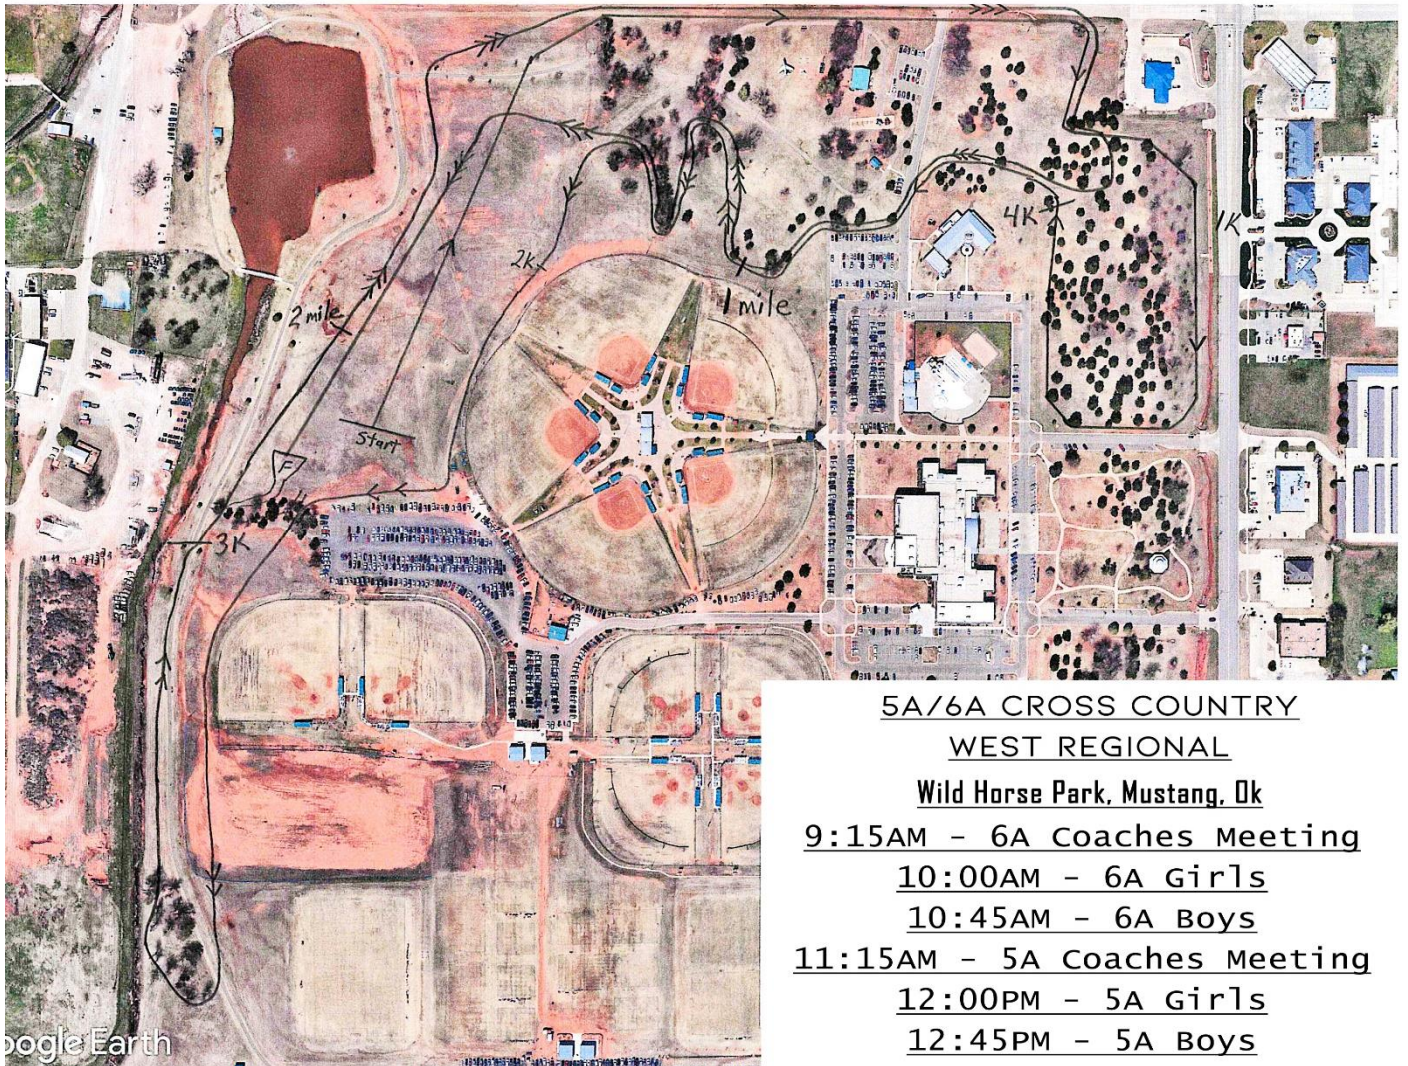 1K
4K
2K
1 mile
2 mile
Start
F
3K
5A/6A CROSS COUNTRY
WEST REGIONAL
Wild Horse Park, Mustang, Ok
9:15AM - 6A Coaches Meeting
10:00AM - 6A Girls
10:45AM - 6A Boys
11:15AM - 5A Coaches Meeting
12:00PM - 5A Girls
12:45PM - 5A Boys
oogle Earth